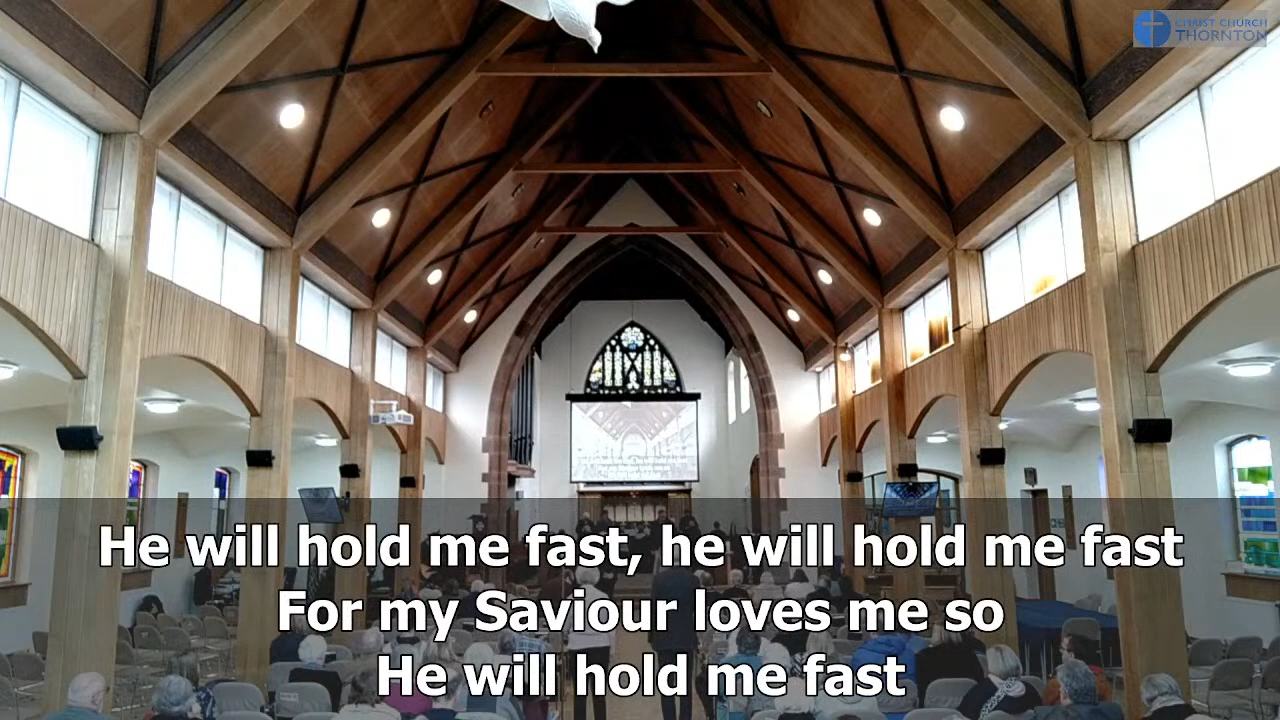 CHRIST CHURCH
THORNTON
He will hold me fast, he will hold me fast
For my Saviour loves me so
He will hold me fast